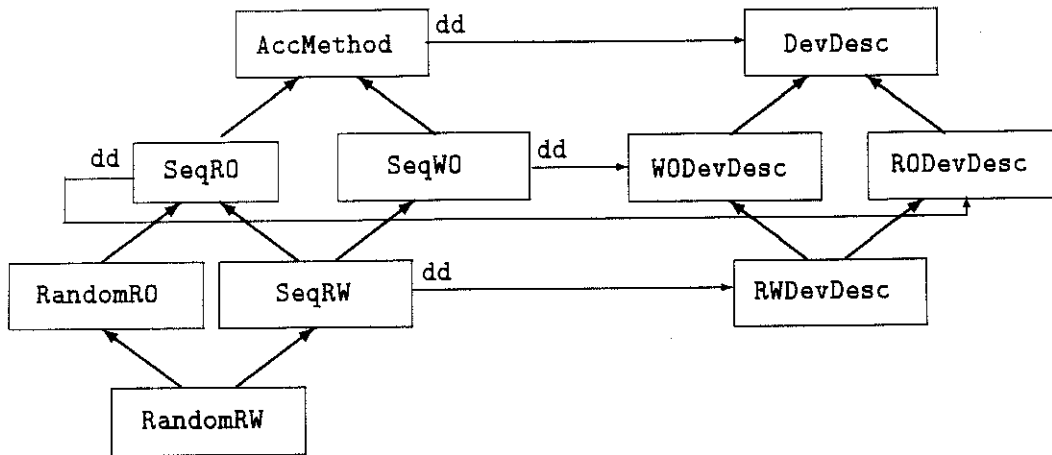 AccMethod
dd
DevDesc
dd
SeqRO
SeqWO
dd
WODevDesc
RODevDesc
RandomRO
SeqRW
dd
RWDevDesc
RandomRW